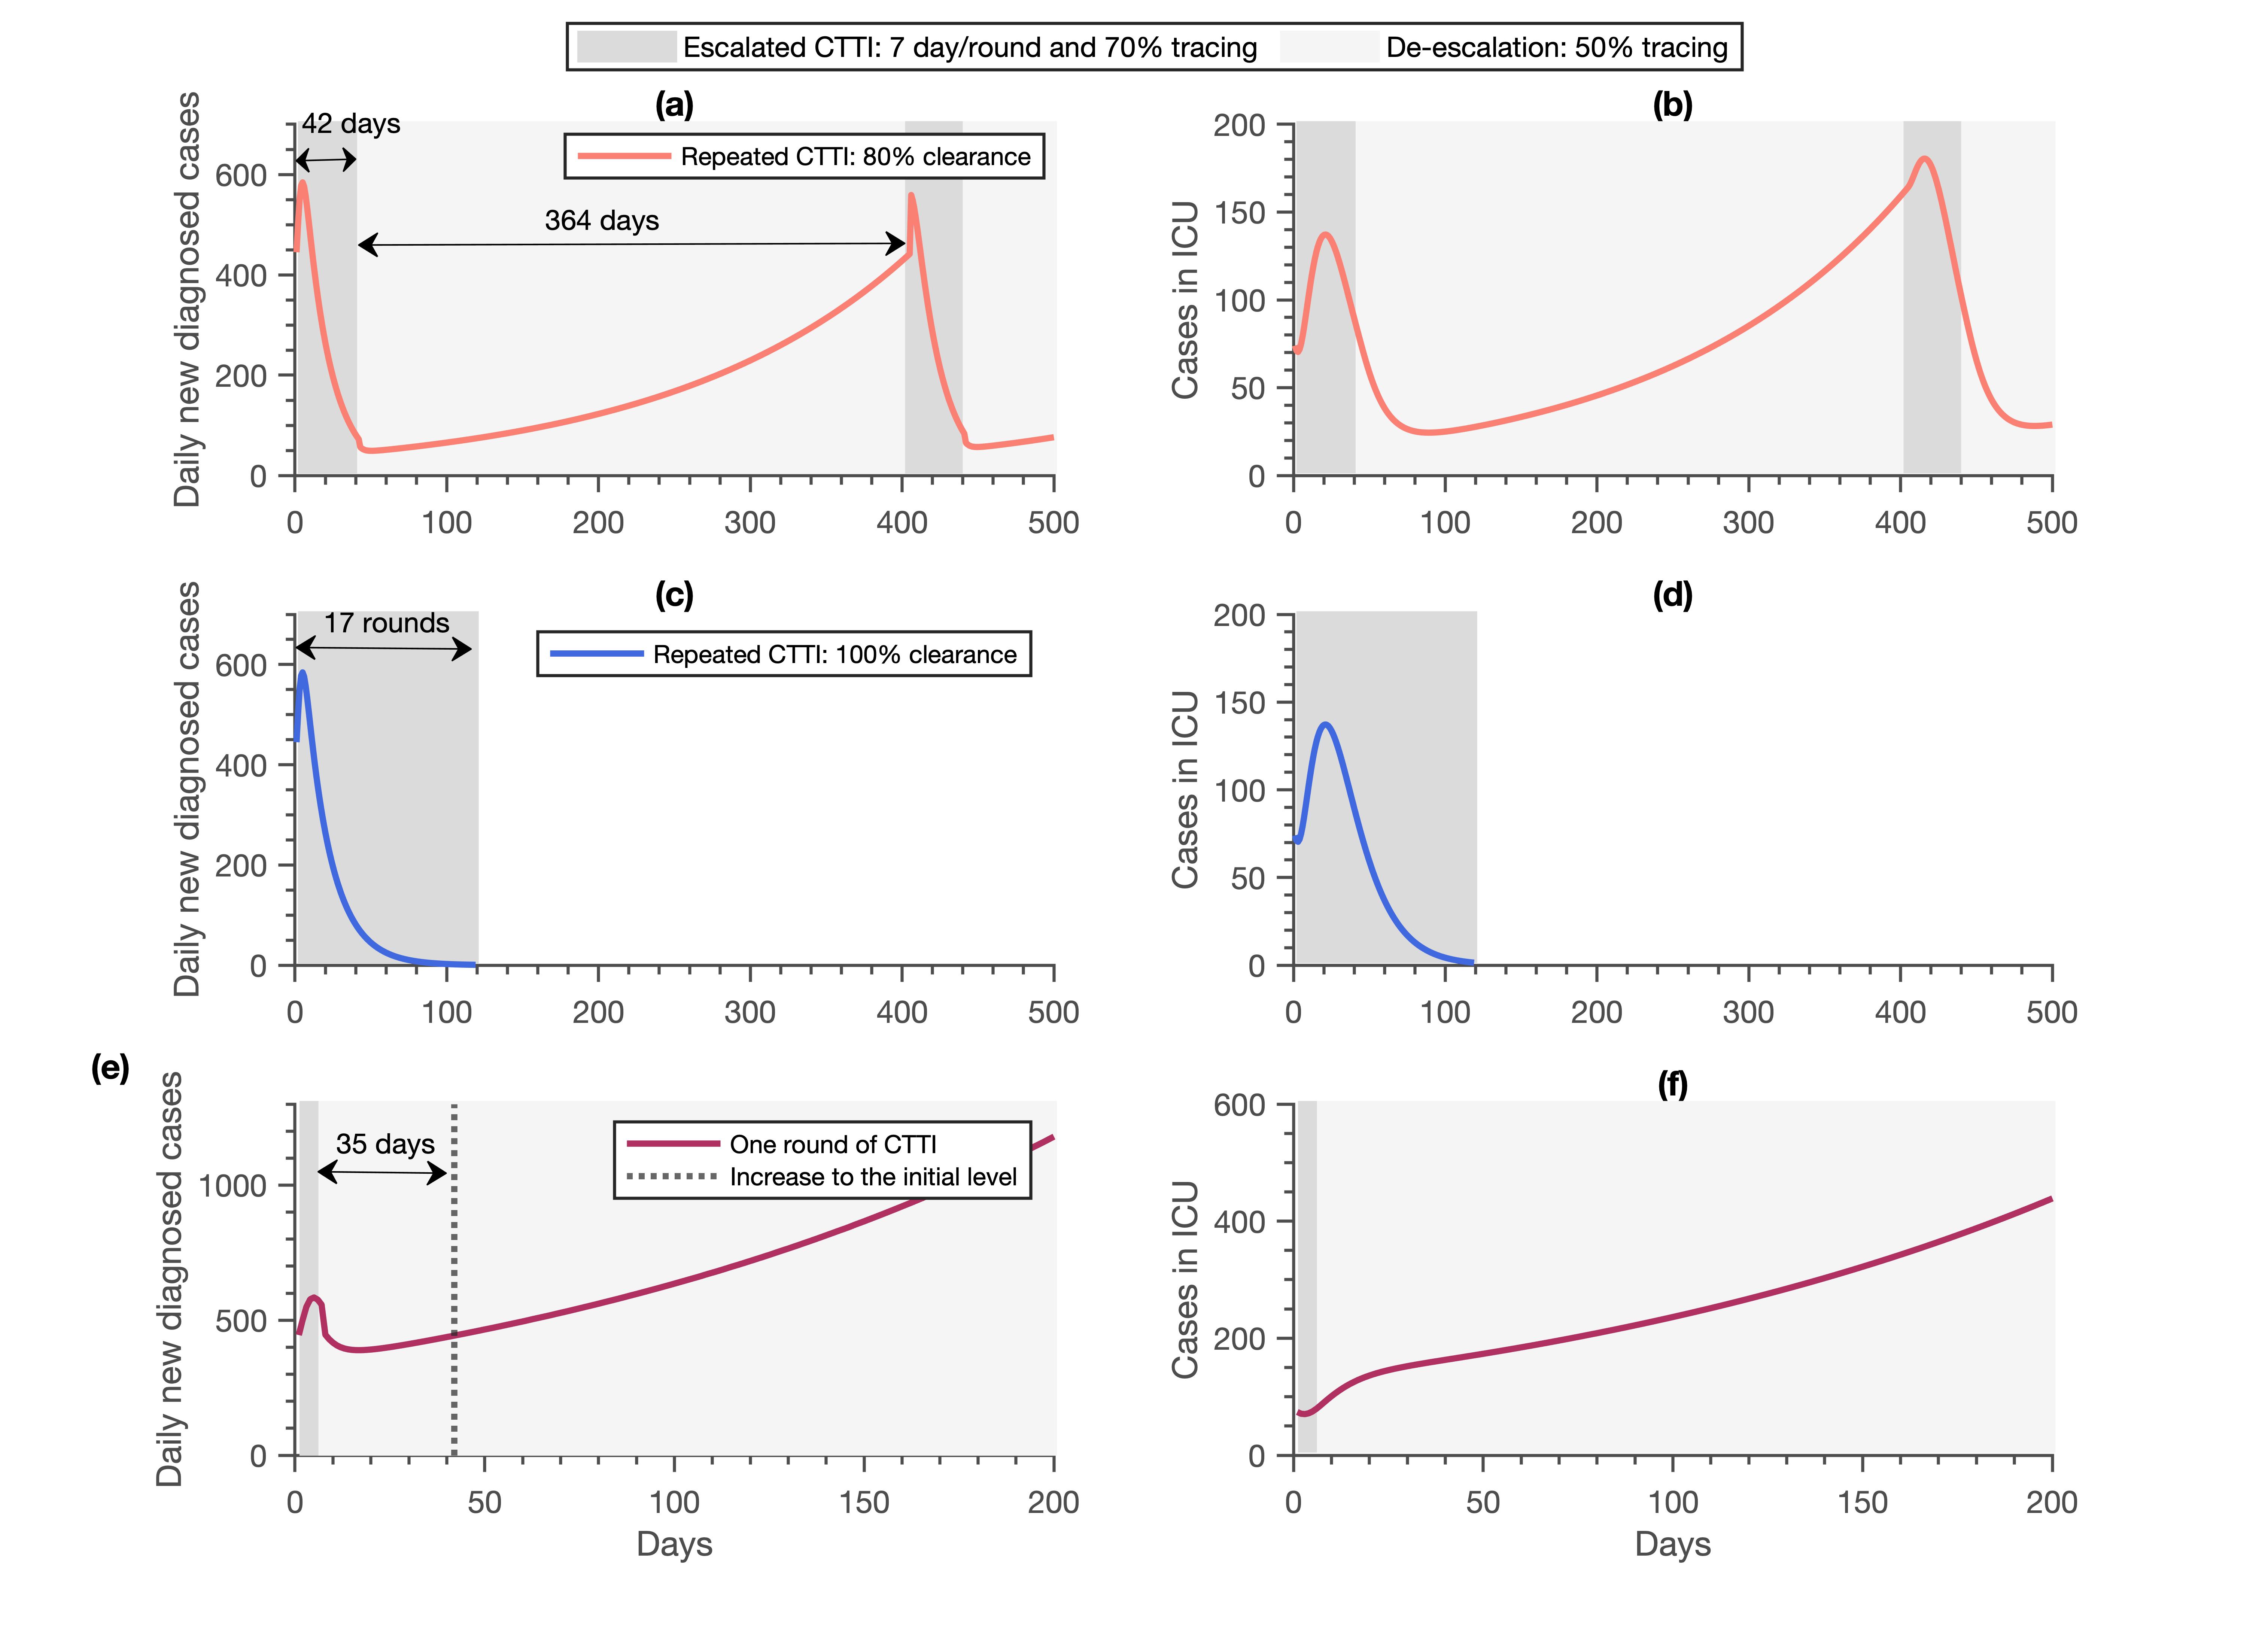 Escalated CTTI: 7 day/round and 70% tracing
De-escalation: 50% tracing
(a)
42 days
Repeated CTTI: 80% clearance
364 days
Daily new diagnosed cases
600
400
200
0
0 100 200 300 400 500
(b)
Cases in ICU
200
150
100
50
0
0 100 200 300 400 500
(c)
17 rounds
Repeated CTTI: 100% clearance
Daily new diagnosed cases
600
400
200
0
0 100 200 300 400 500
(d)
Cases in ICU
200
150
100
50
0
0 100 200 300 400 500
(e)
35 days
One round of CTTI
Increase to the initial level
Daily new diagnosed cases
1000
500
0
0 50 100 150 200
Days
(f)
Cases in ICU
600
400
200
0
0 50 100 150 200
Days